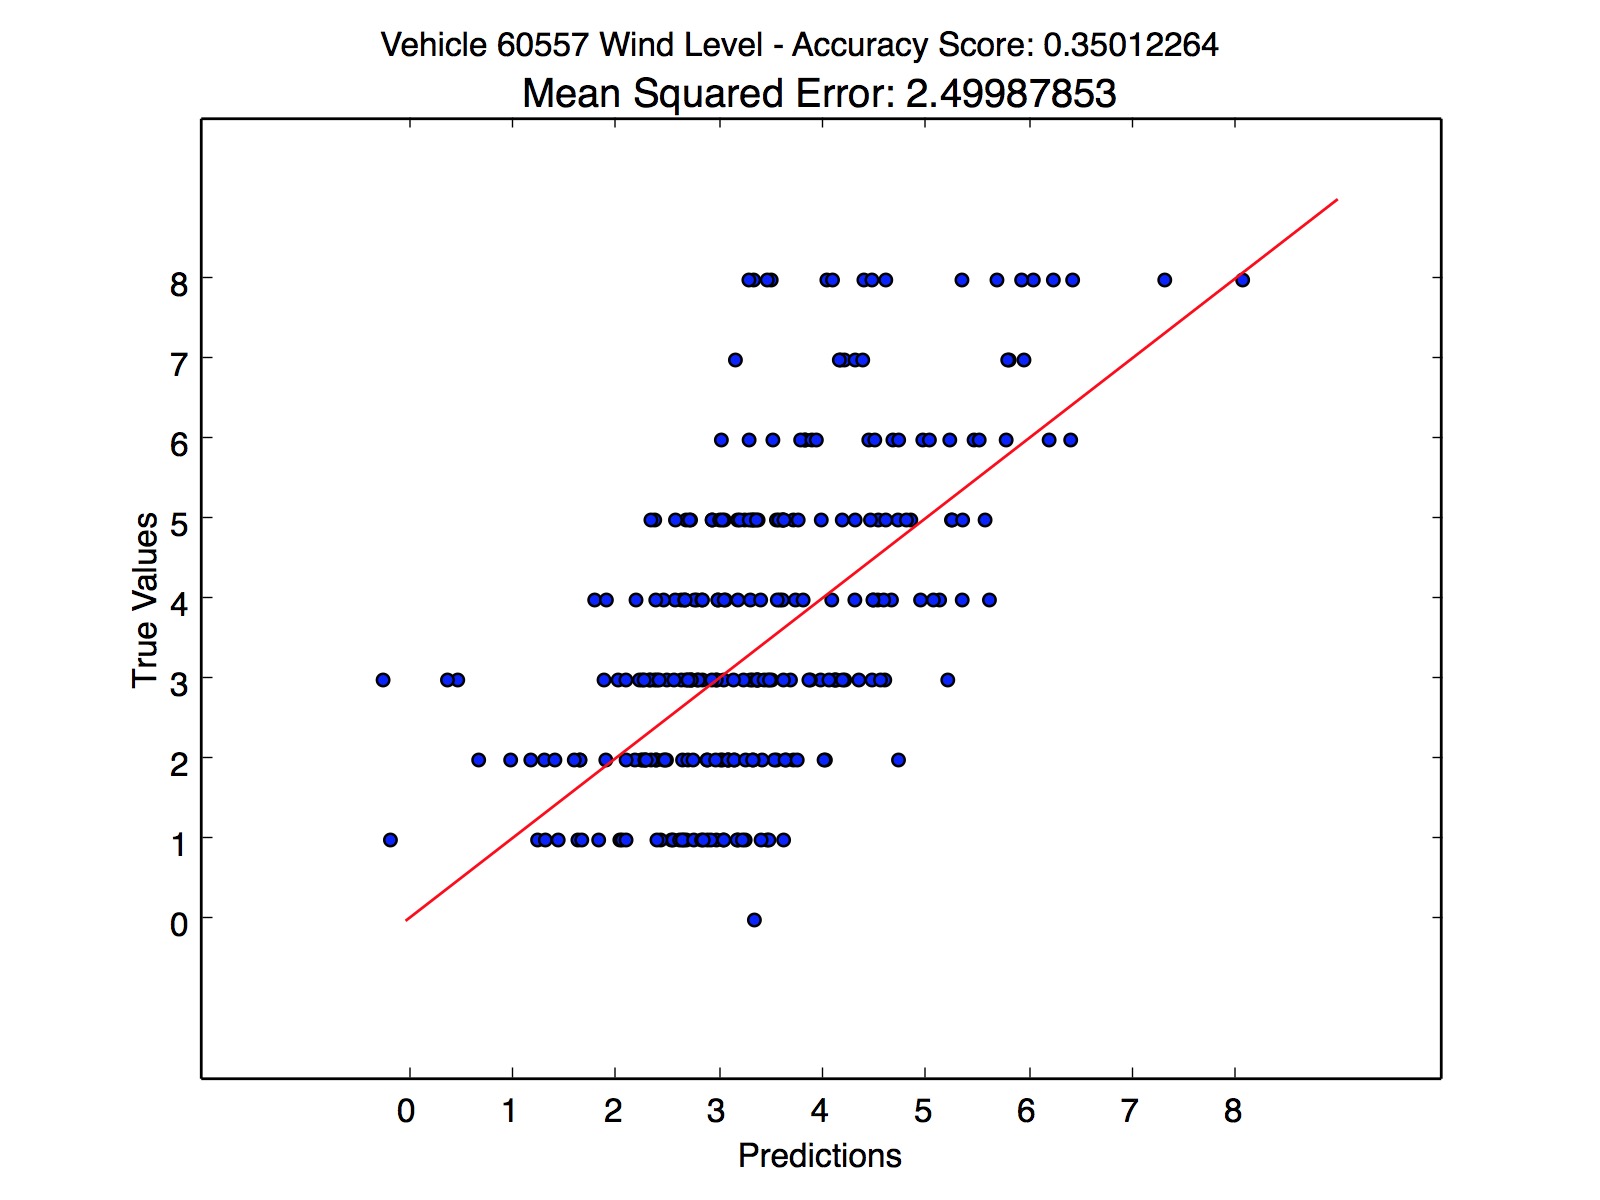 Vehicle 60557 Wind Level - Accuracy Score: 0.35012264
Mean Squared Error: 2.49987853
8
7
6
5
4
3
2
1
0
True Values
0 1 2 3 4 5 6 7 8
Predictions